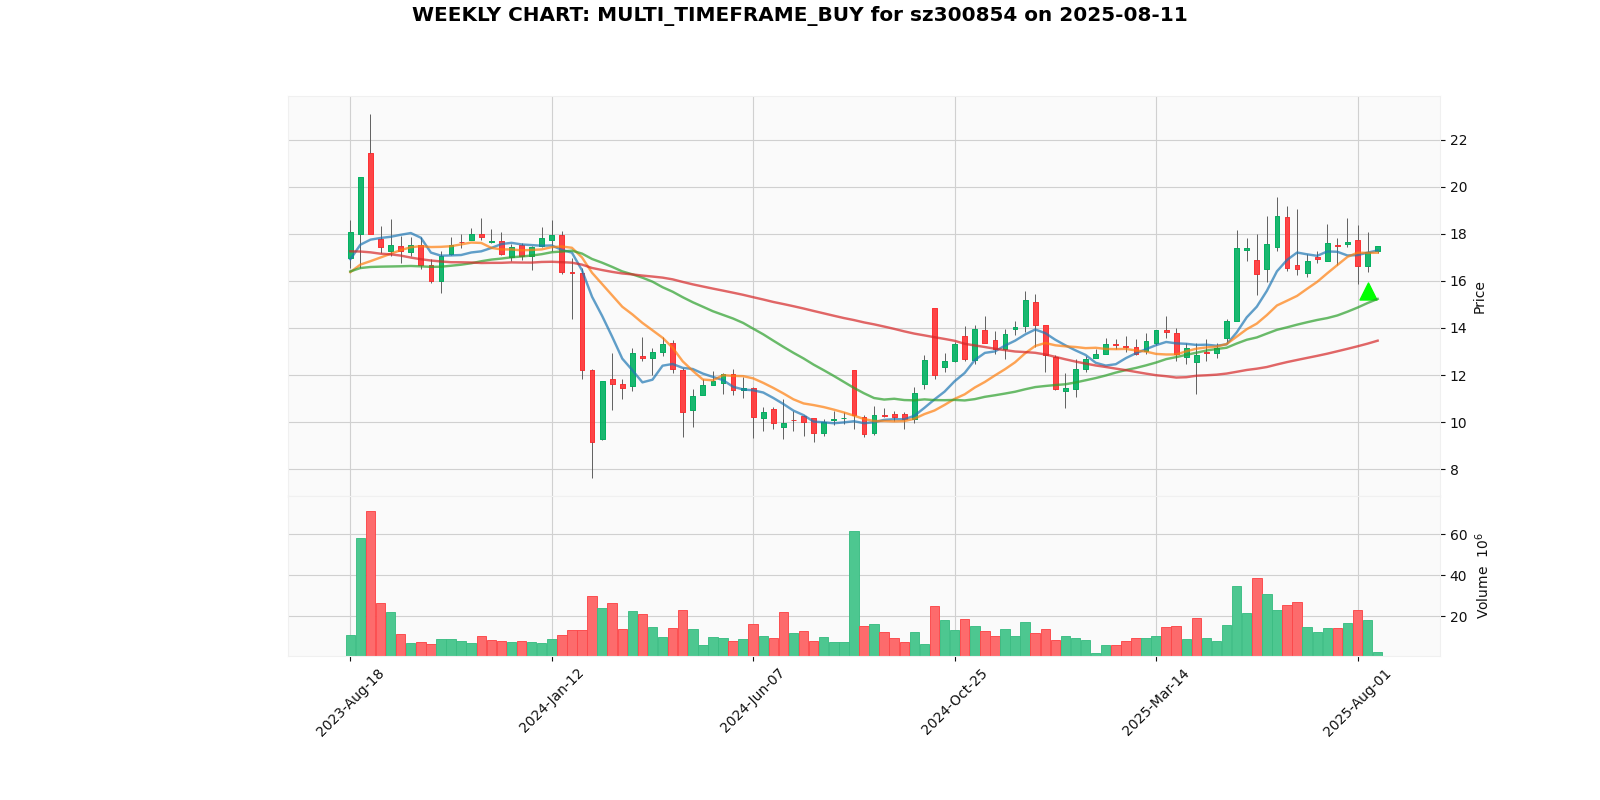 WEEKLY CHART: MULTI_TIMEFRAME_BUY for sz300854 on 2025-08-11
22
20
18
16
14
12
10
8
Price
60
40
20
Volume 10^6
2023-Aug-18
2024-Jan-12
2024-Jun-07
2024-Oct-25
2025-Mar-14
2025-Aug-01